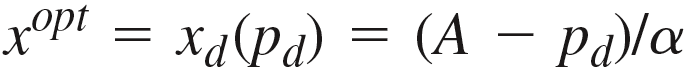 x^{opt} = x_d(p_d) = (A − p_d)/α